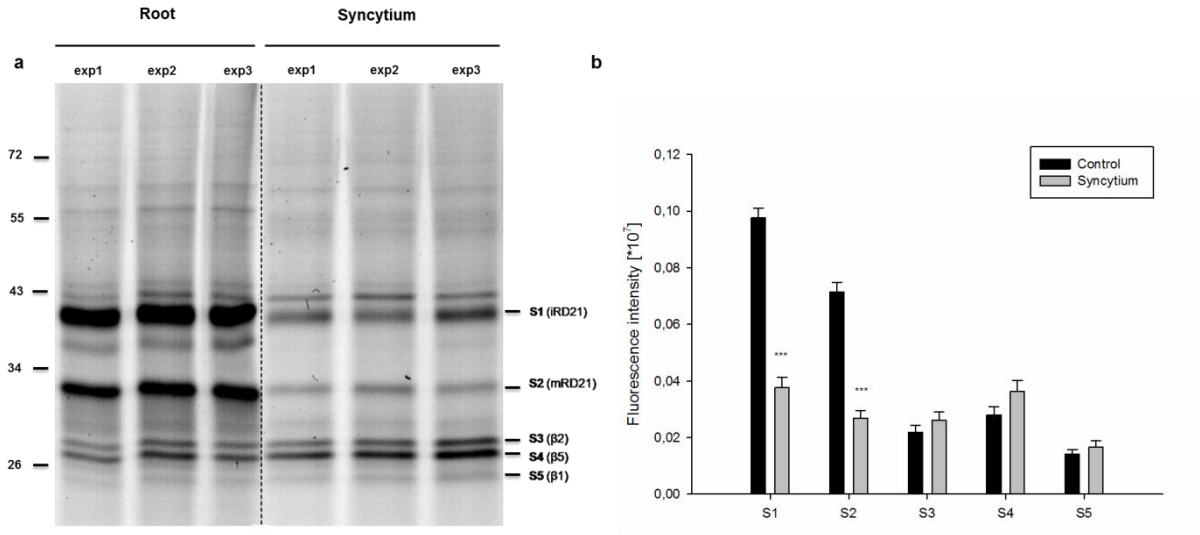 Root Syncytium
a exp1 exp2 exp3 exp1 exp2 exp3
72
55
43
S1 (iRD21)
34
S2 (mRD21)
S3 (β2)
S4 (β5)
26
S5 (β1)
b
Fluorescence intensity [*10⁷]
0,12
0,10
0,08
0,06
0,04
0,02
0,00
***
***
Control
Syncytium
S1 S2 S3 S4 S5